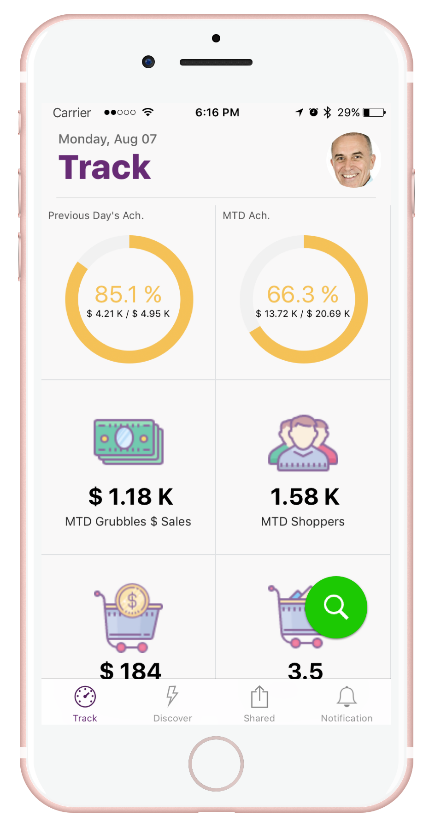 Carrier 6:16 PM 29%
Monday, Aug 07
Track
Previous Day's Ach.
85.1 %
$ 4.21 K / $ 4.95 K
MTD Ach.
66.3 %
$ 13.72 K / $ 20.69 K
$ 1.18 K
MTD Grubbles $ Sales
1.58 K
MTD Shoppers
$
$ 184
3.5
Track
Discover
Shared
Notification